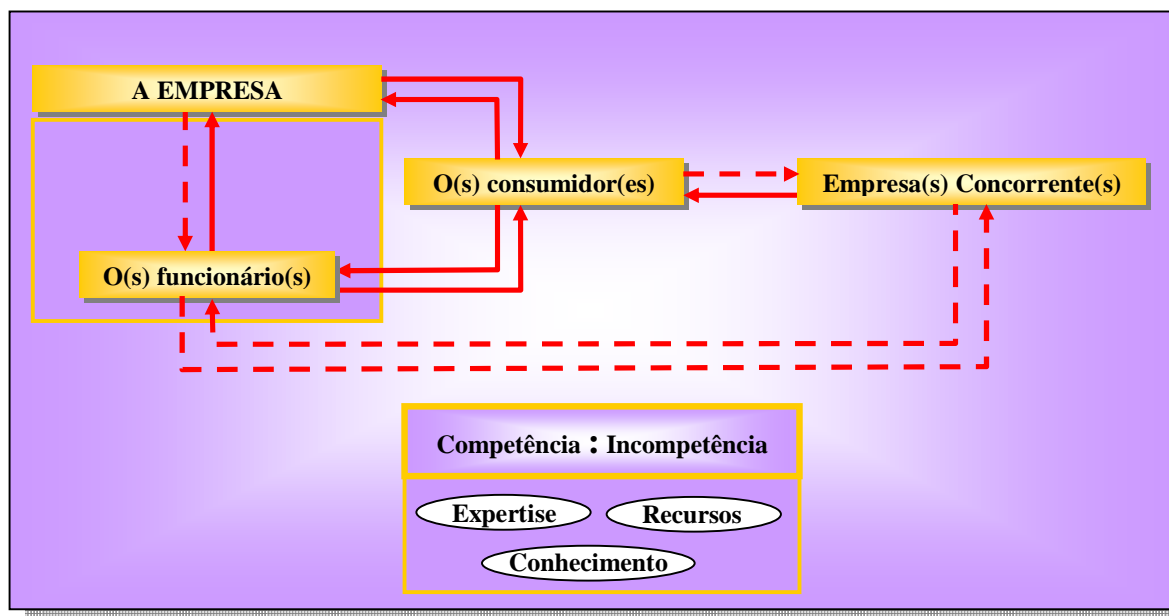 A EMPRESA
O(s) consumidor(es)
Empresa(s) Concorrente(s)
O(s) funcionário(s)
Competência : Incompetência
Expertise
Recursos
Conhecimento